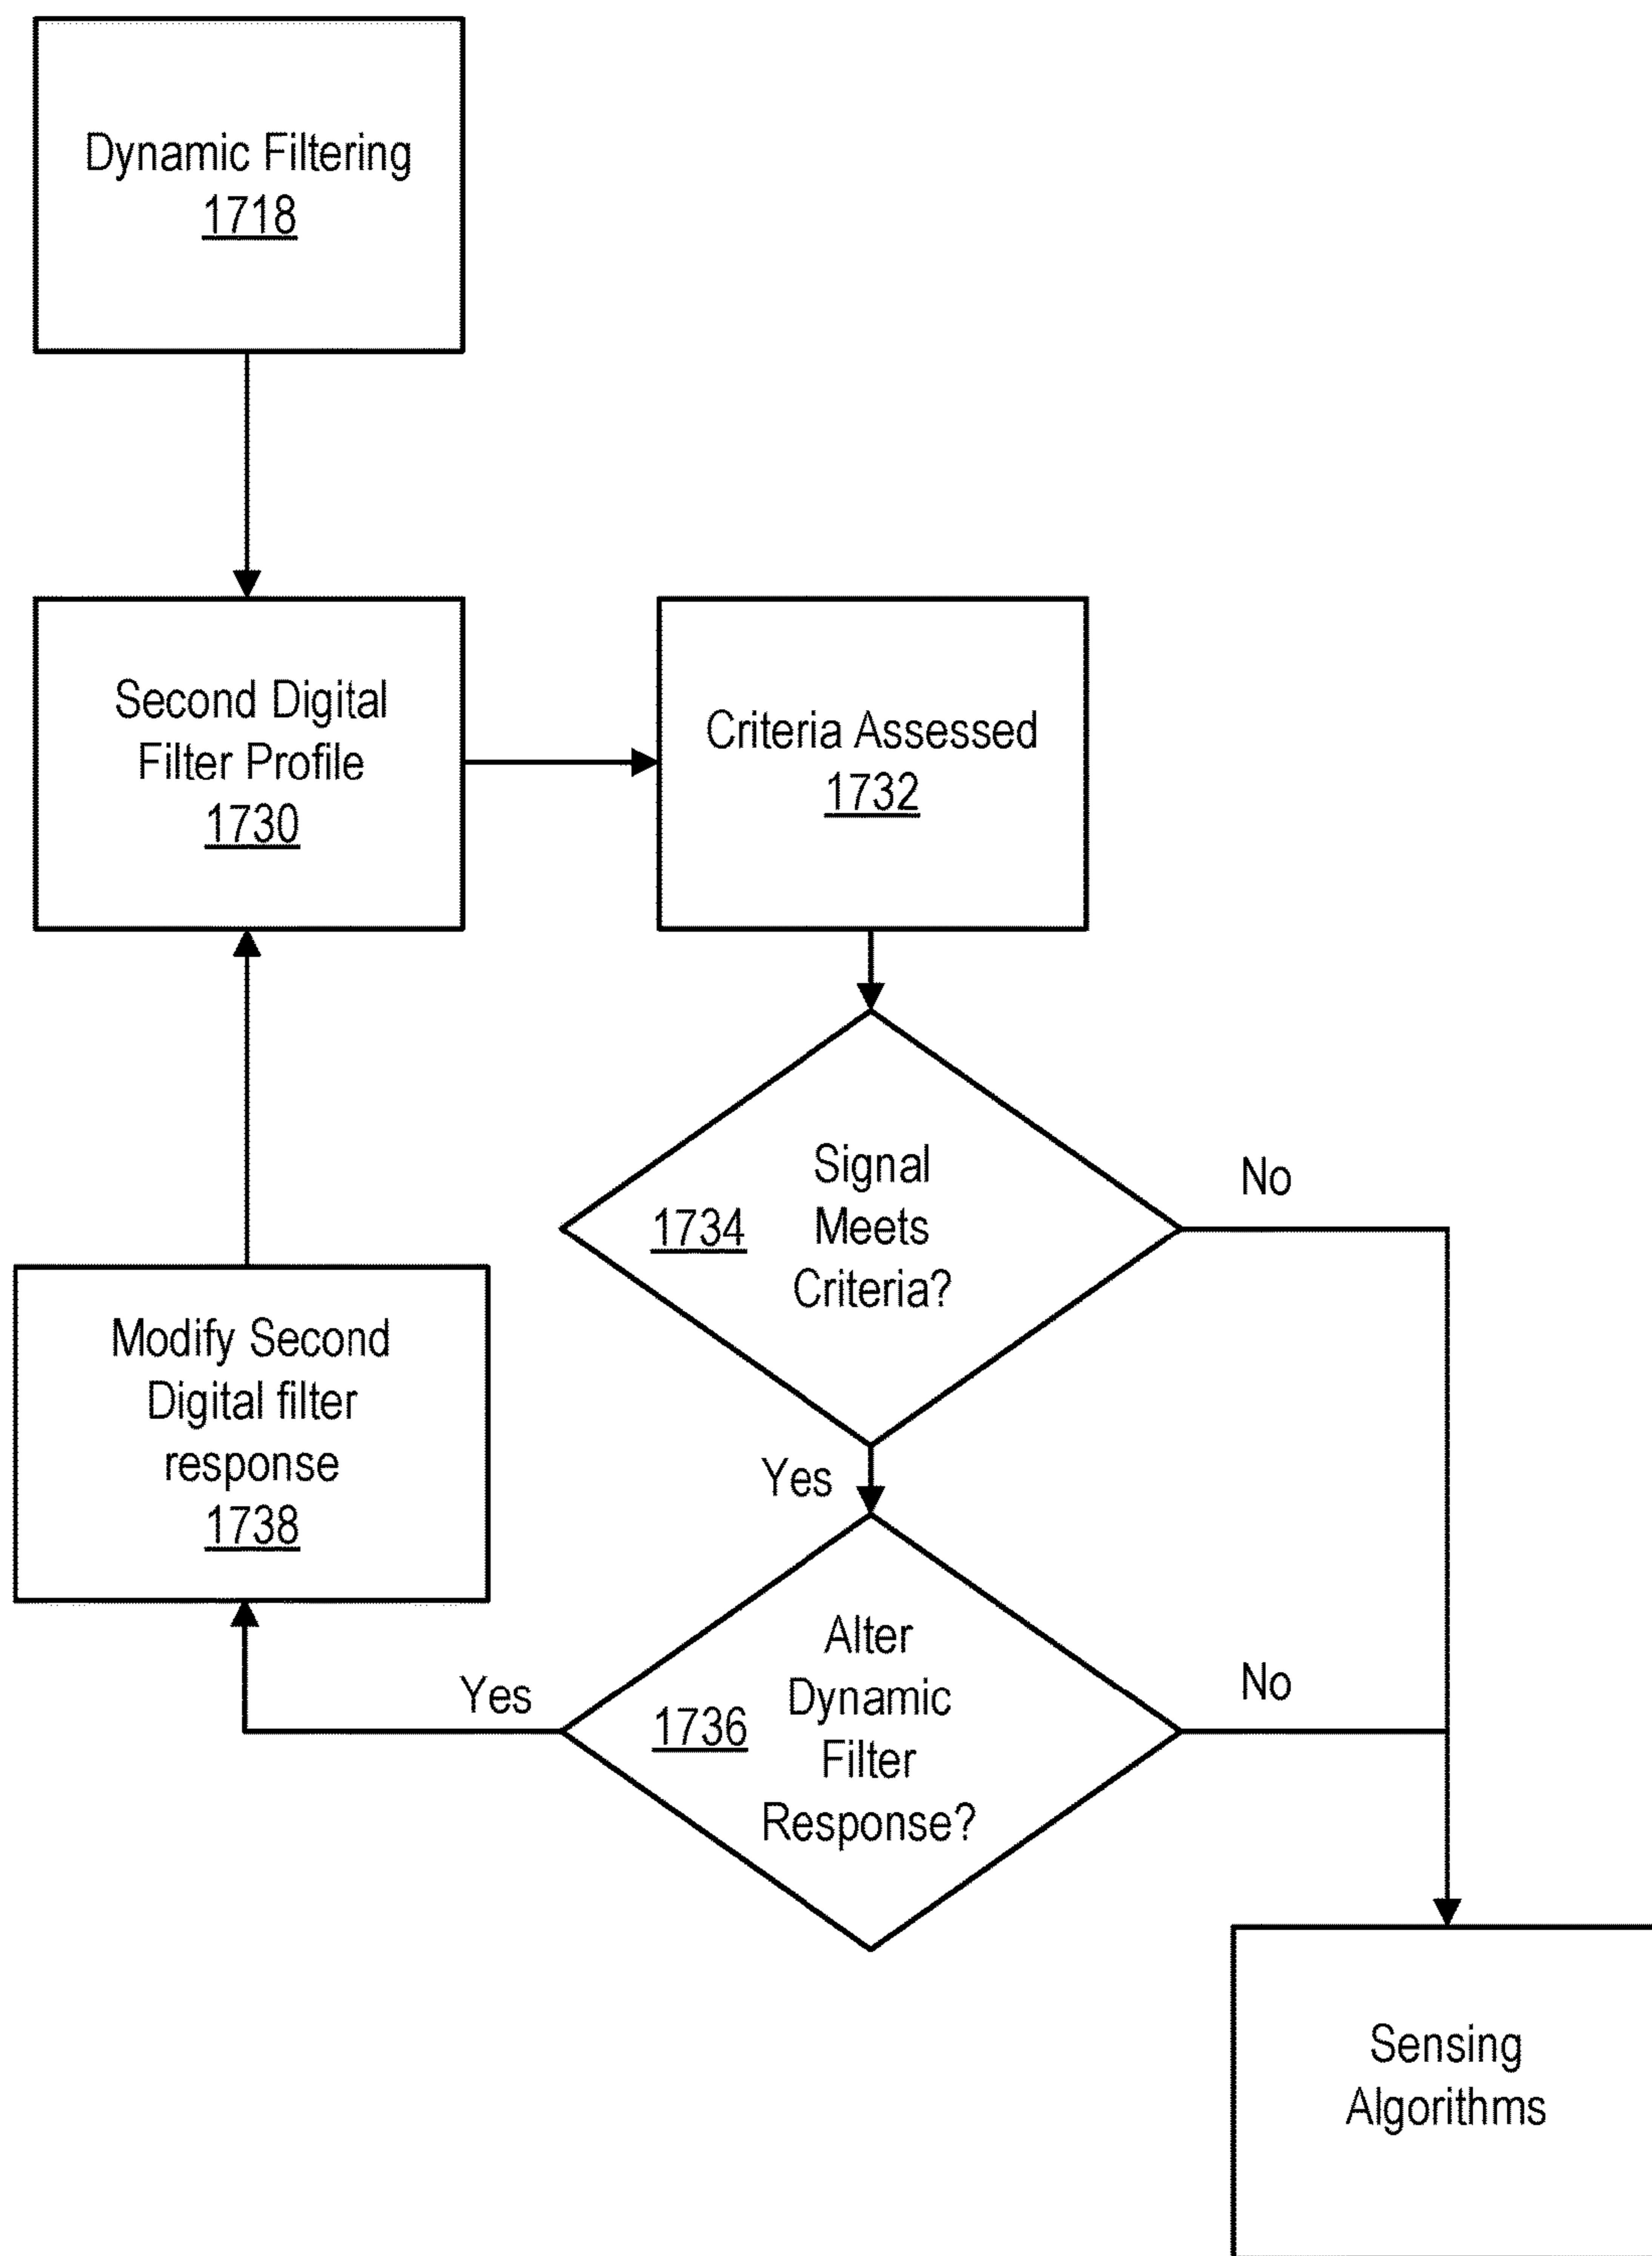 Dynamic Filtering
1718
Second Digital
Filter Profile
1730
Criteria Assessed
1732
Signal
Meets
Criteria?
1734
No
Yes
Modify Second
Digital filter
response
1738
Alter
Dynamic
Filter
Response?
1736
Yes
No
Sensing
Algorithms